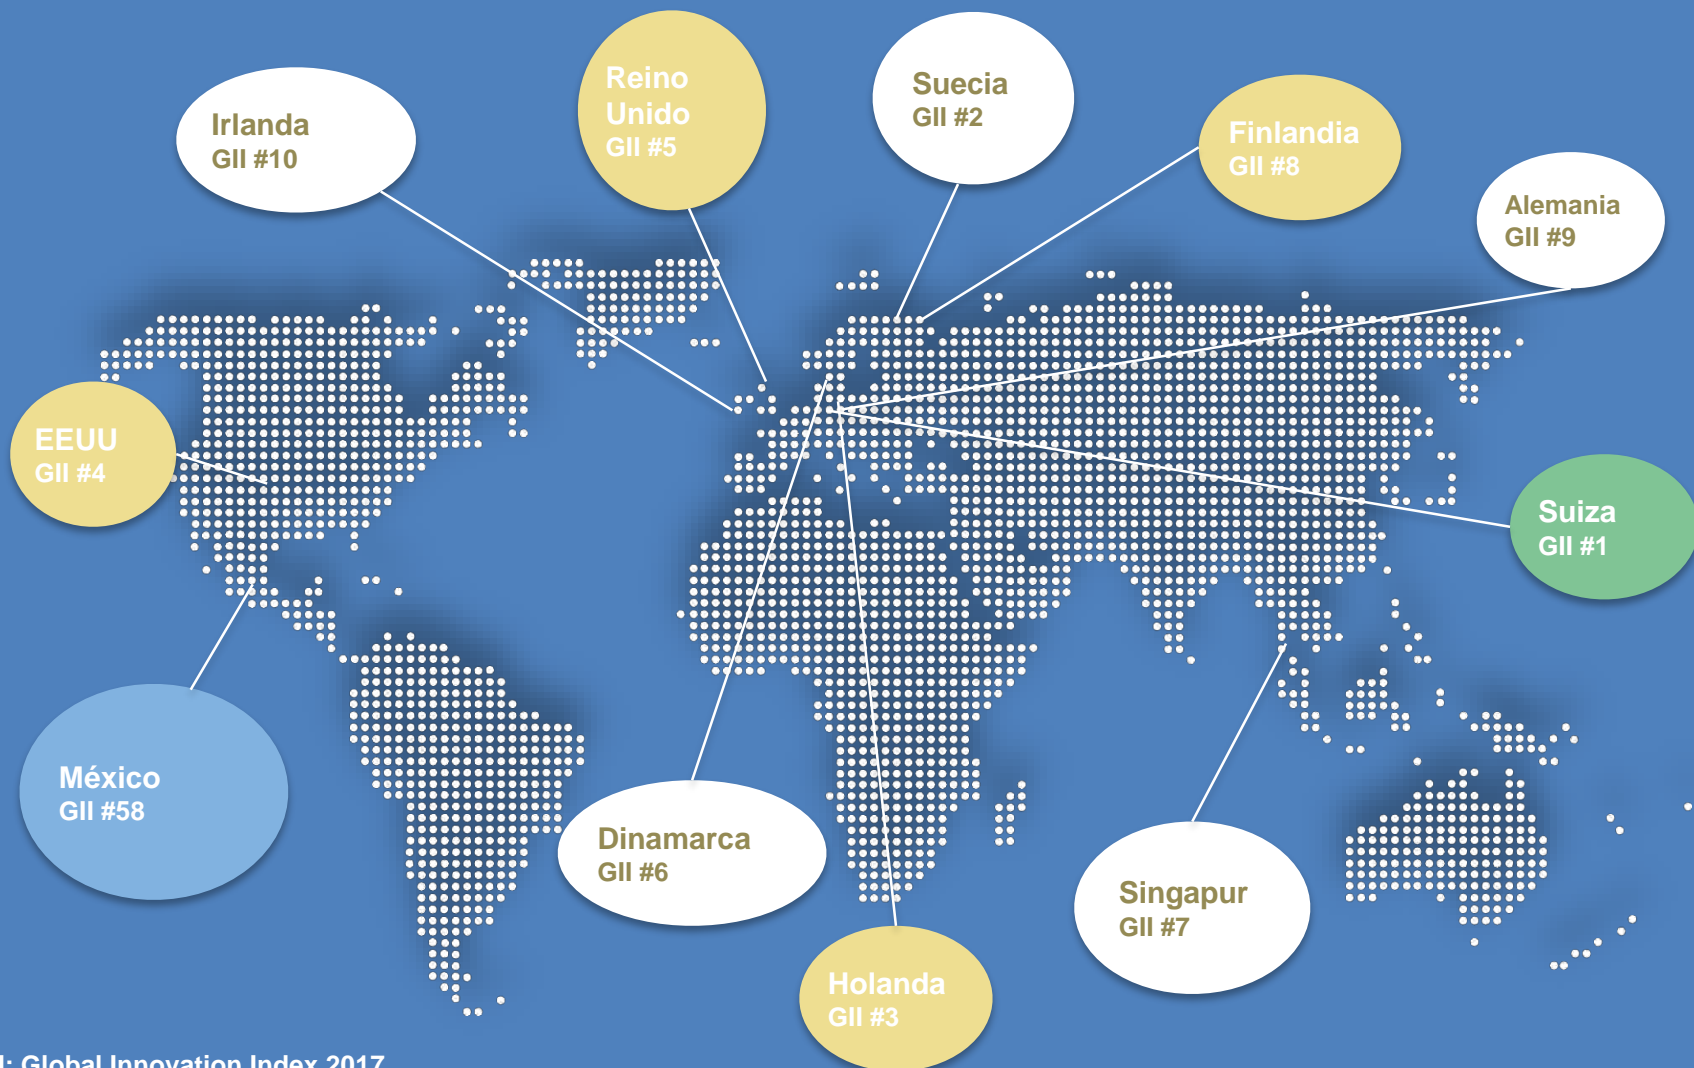 Reino
Unido
GII #5
Suecia
GII #2
Irlanda
GII #10
Finlandia
GII #8
Alemania
GII #9
EEUU
GII #4
Suiza
GII #1
México
GII #58
Dinamarca
GII #6
Singapur
GII #7
Holanda
GII #3
: Global Innovation Index 2017